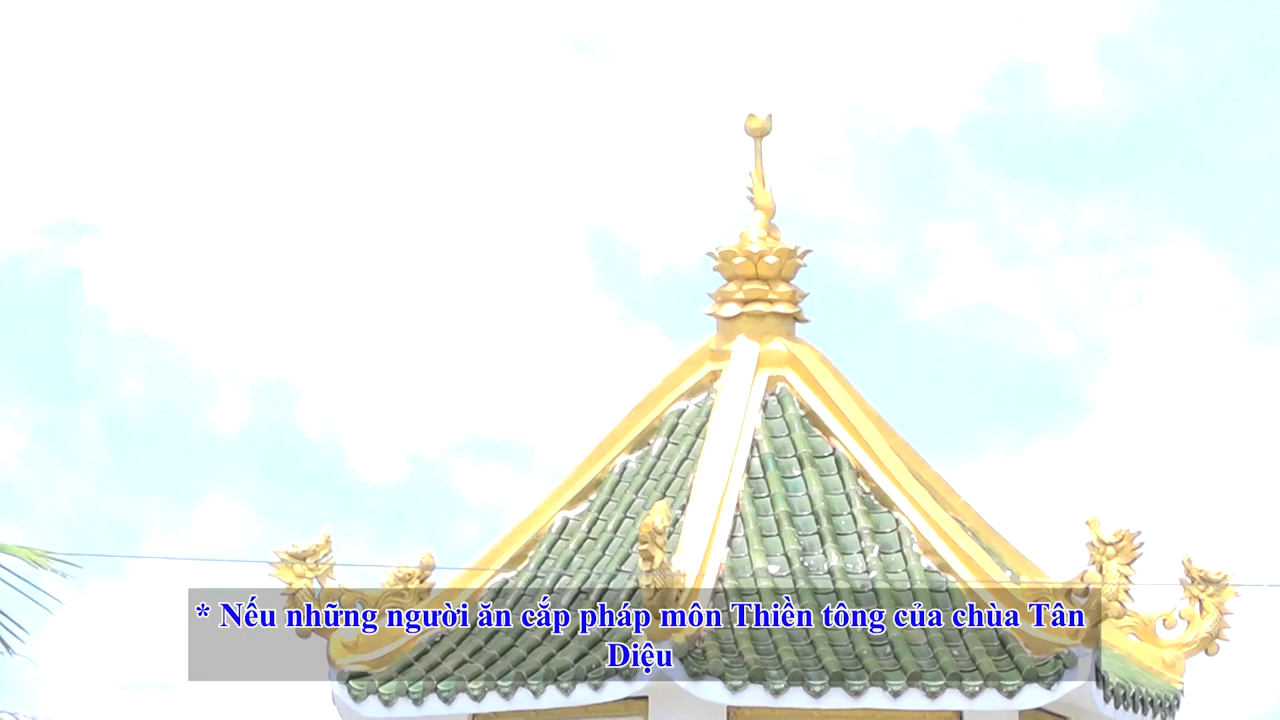 * Nếu những người ăn cắp pháp môn Thiền tông của chùa Tân
Diệu